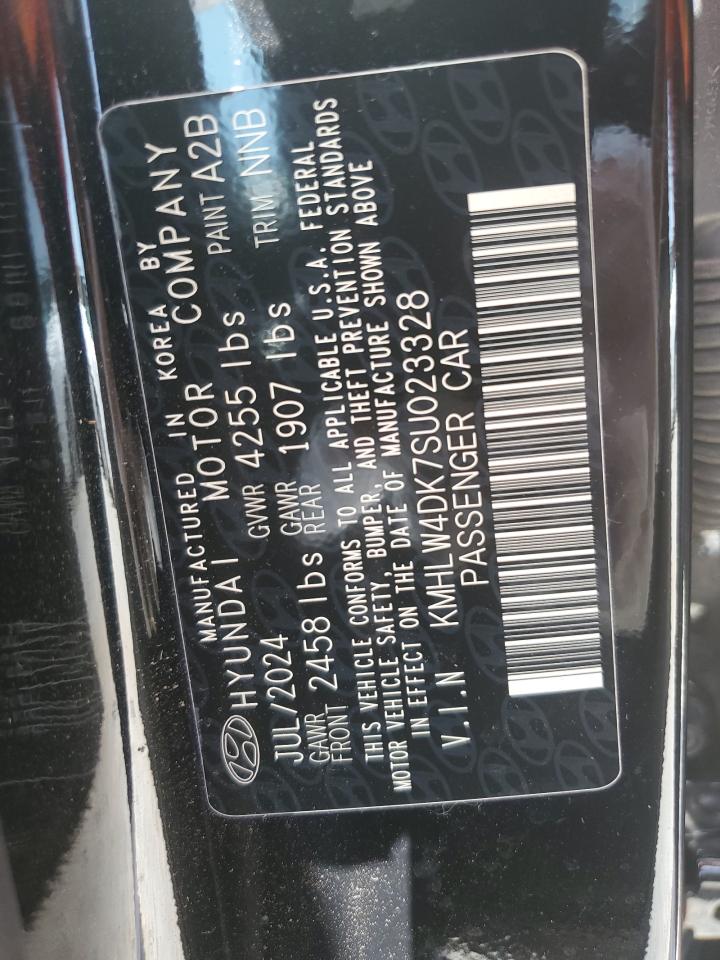 MANUFACTURED IN KOREA BY
HYUNDAI MOTOR COMPANY
JUL/2024 GVWR 4255 lbs PAINT A2B
GAWR FRONT 2458 lbs GAWR REAR 1907 lbs TRIM NNB
THIS VEHICLE CONFORMS TO ALL APPLICABLE U.S.A. FEDERAL
MOTOR VEHICLE SAFETY, BUMPER, AND THEFT PREVENTION STANDARDS
IN EFFECT ON THE DATE OF MANUFACTURE SHOWN ABOVE
V.I.N KMHLW4DK7SU023328
PASSENGER CAR